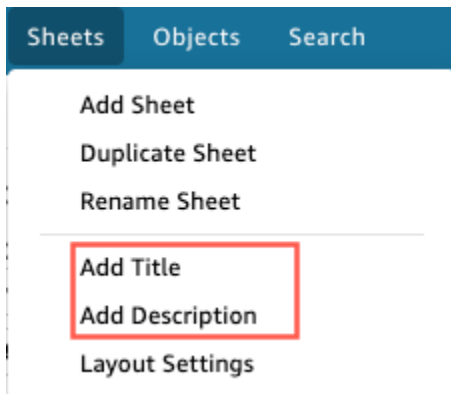 Sheets Objects Search
Add Sheet
Duplicate Sheet
Rename Sheet
Add Title
Add Description
Layout Settings